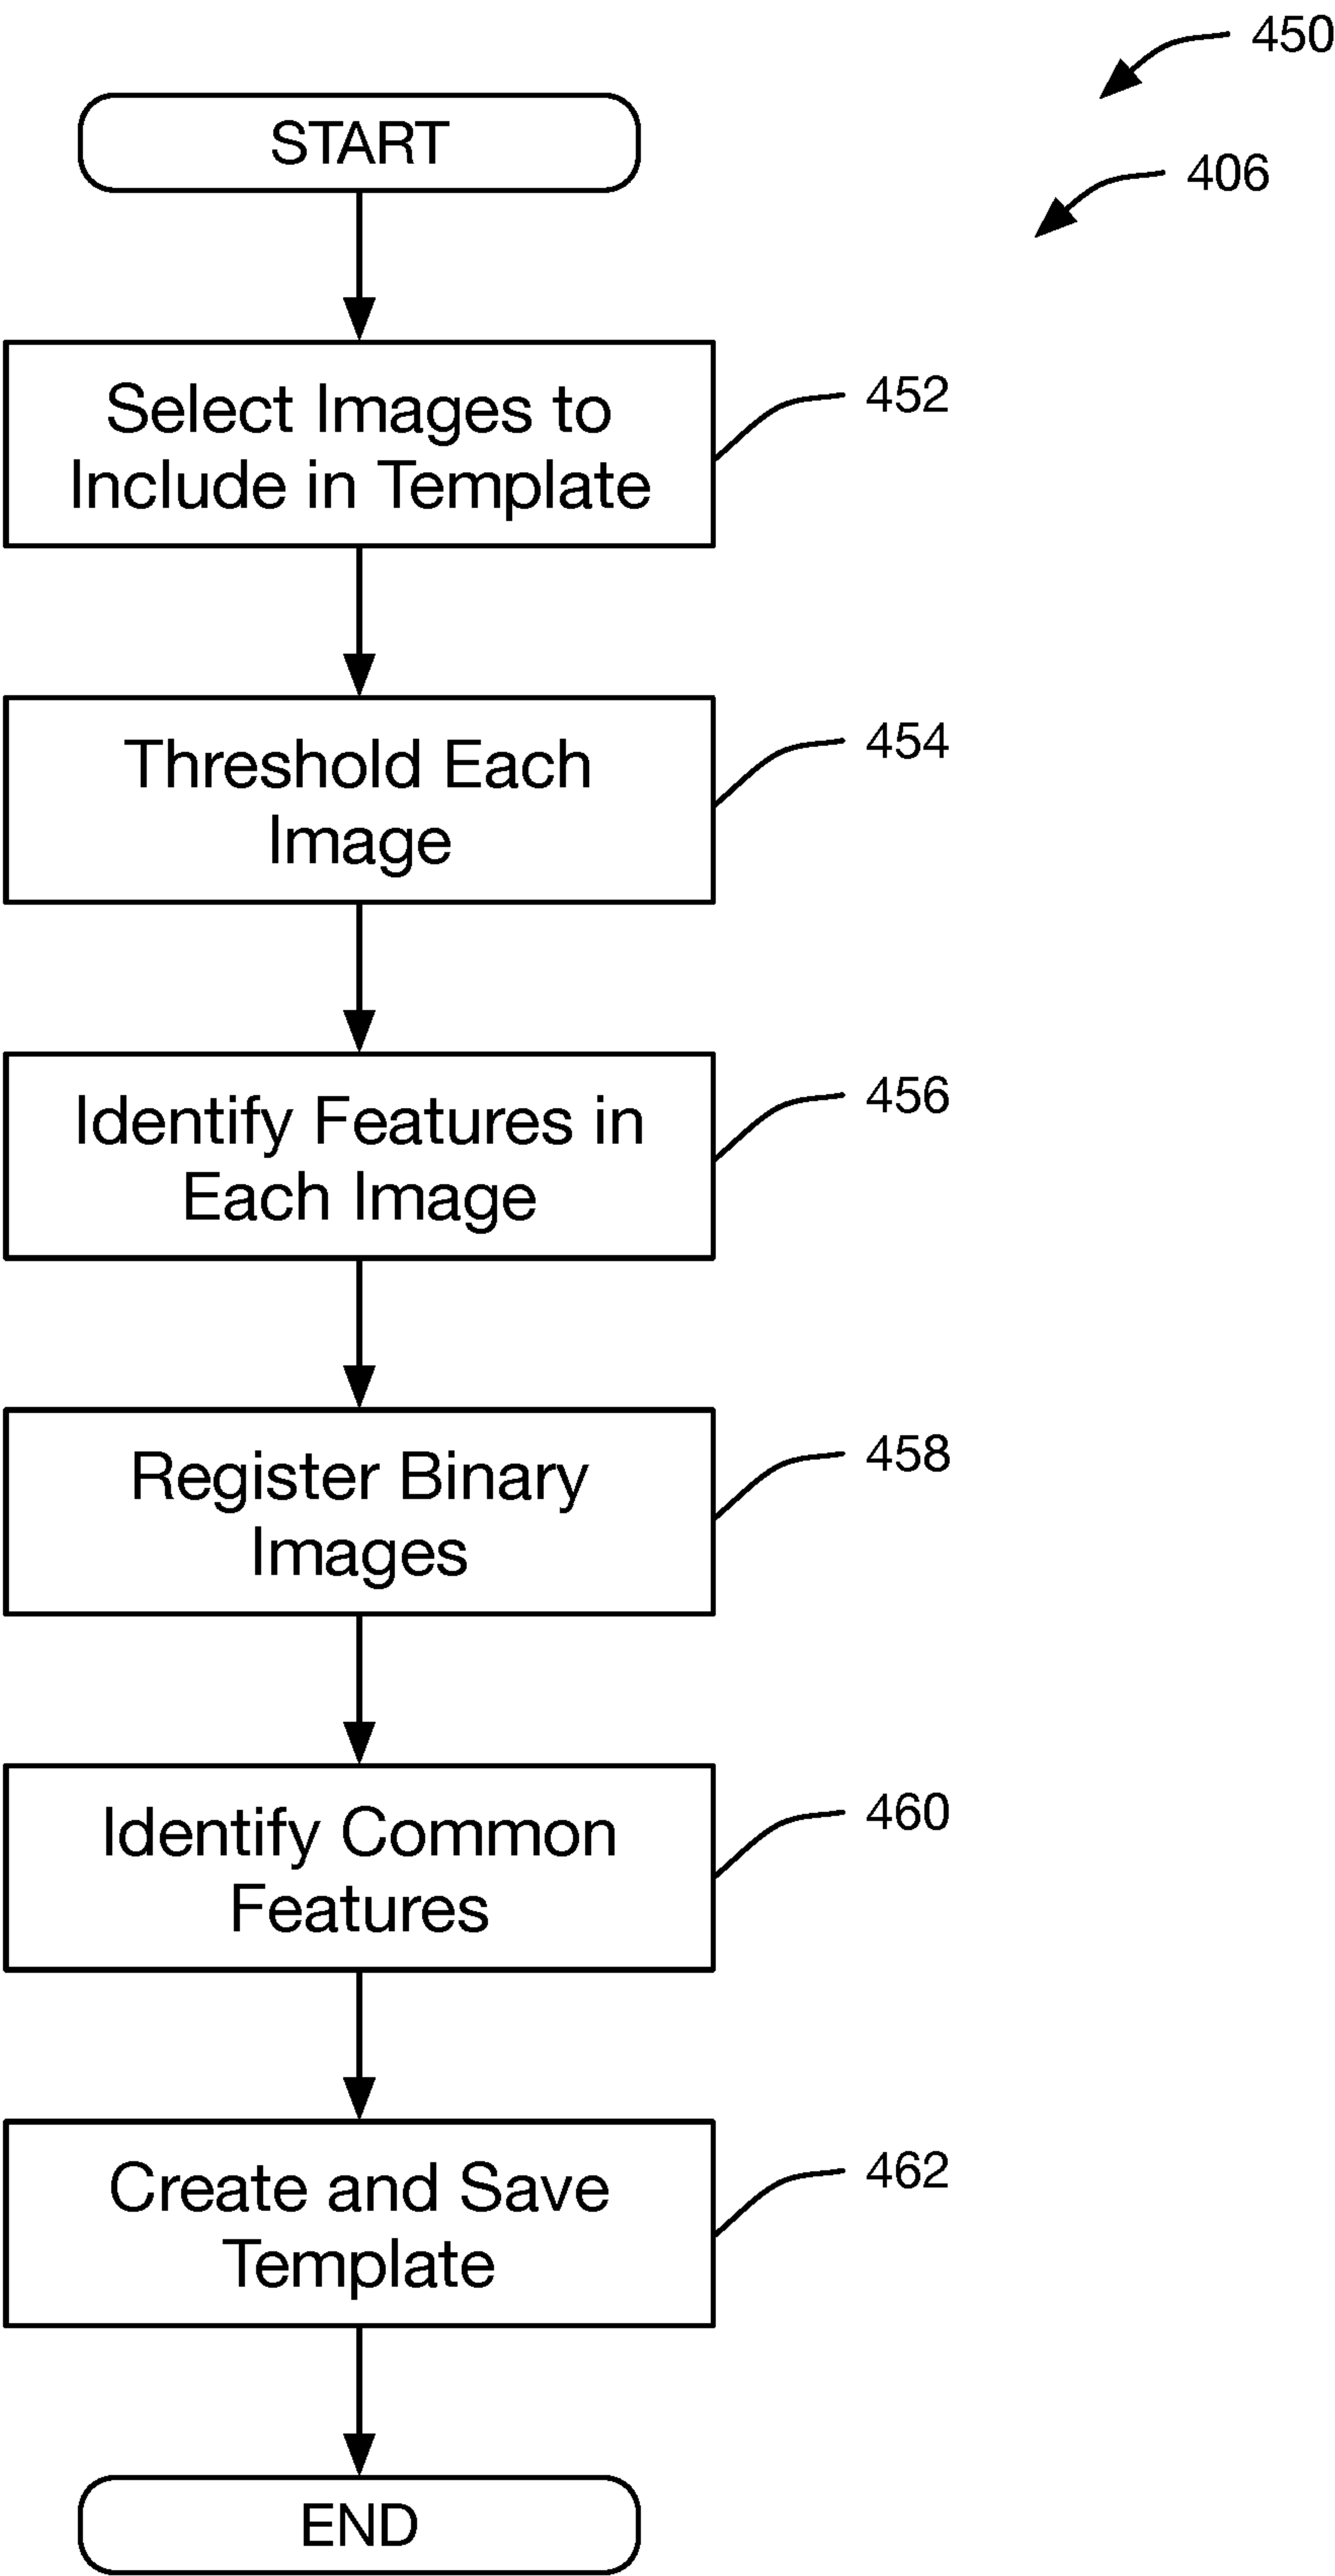 450
START
406
Select Images to
Include in Template
452
Threshold Each
Image
454
Identify Features in
Each Image
456
Register Binary
Images
458
Identify Common
Features
460
Create and Save
Template
462
END